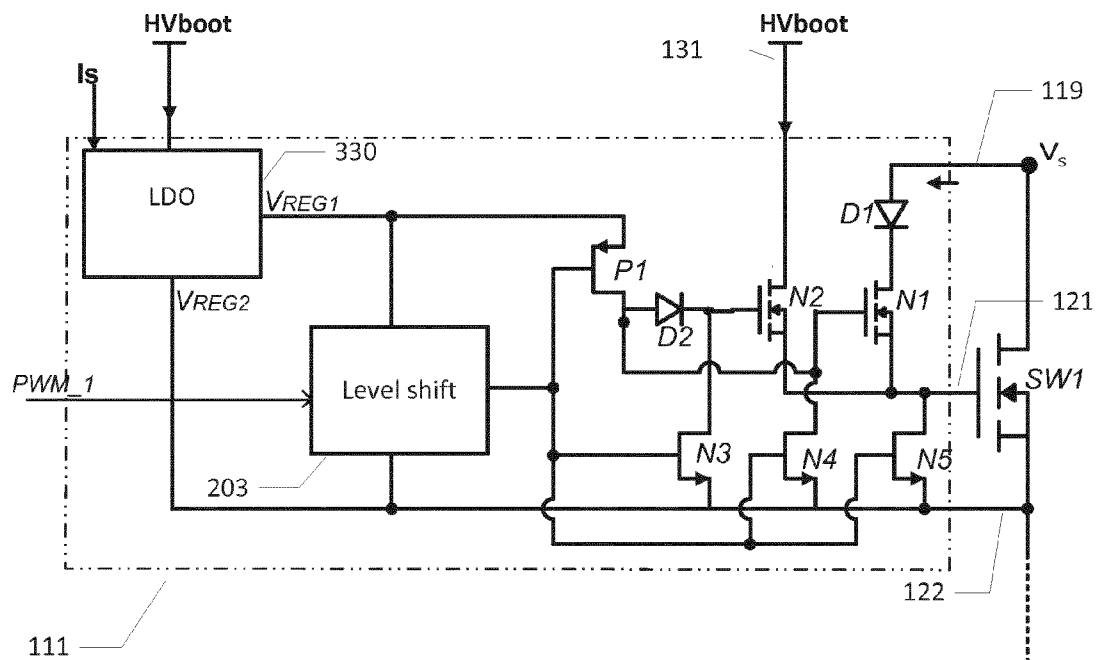 HVboot
HVboot
131
Is
119
330
Vs
LDO
VREG1
D1
P1
N2
N1
VREG2
121
D2
PWM_1
Level shift
SW1
N3
N4
N5
203
122
111